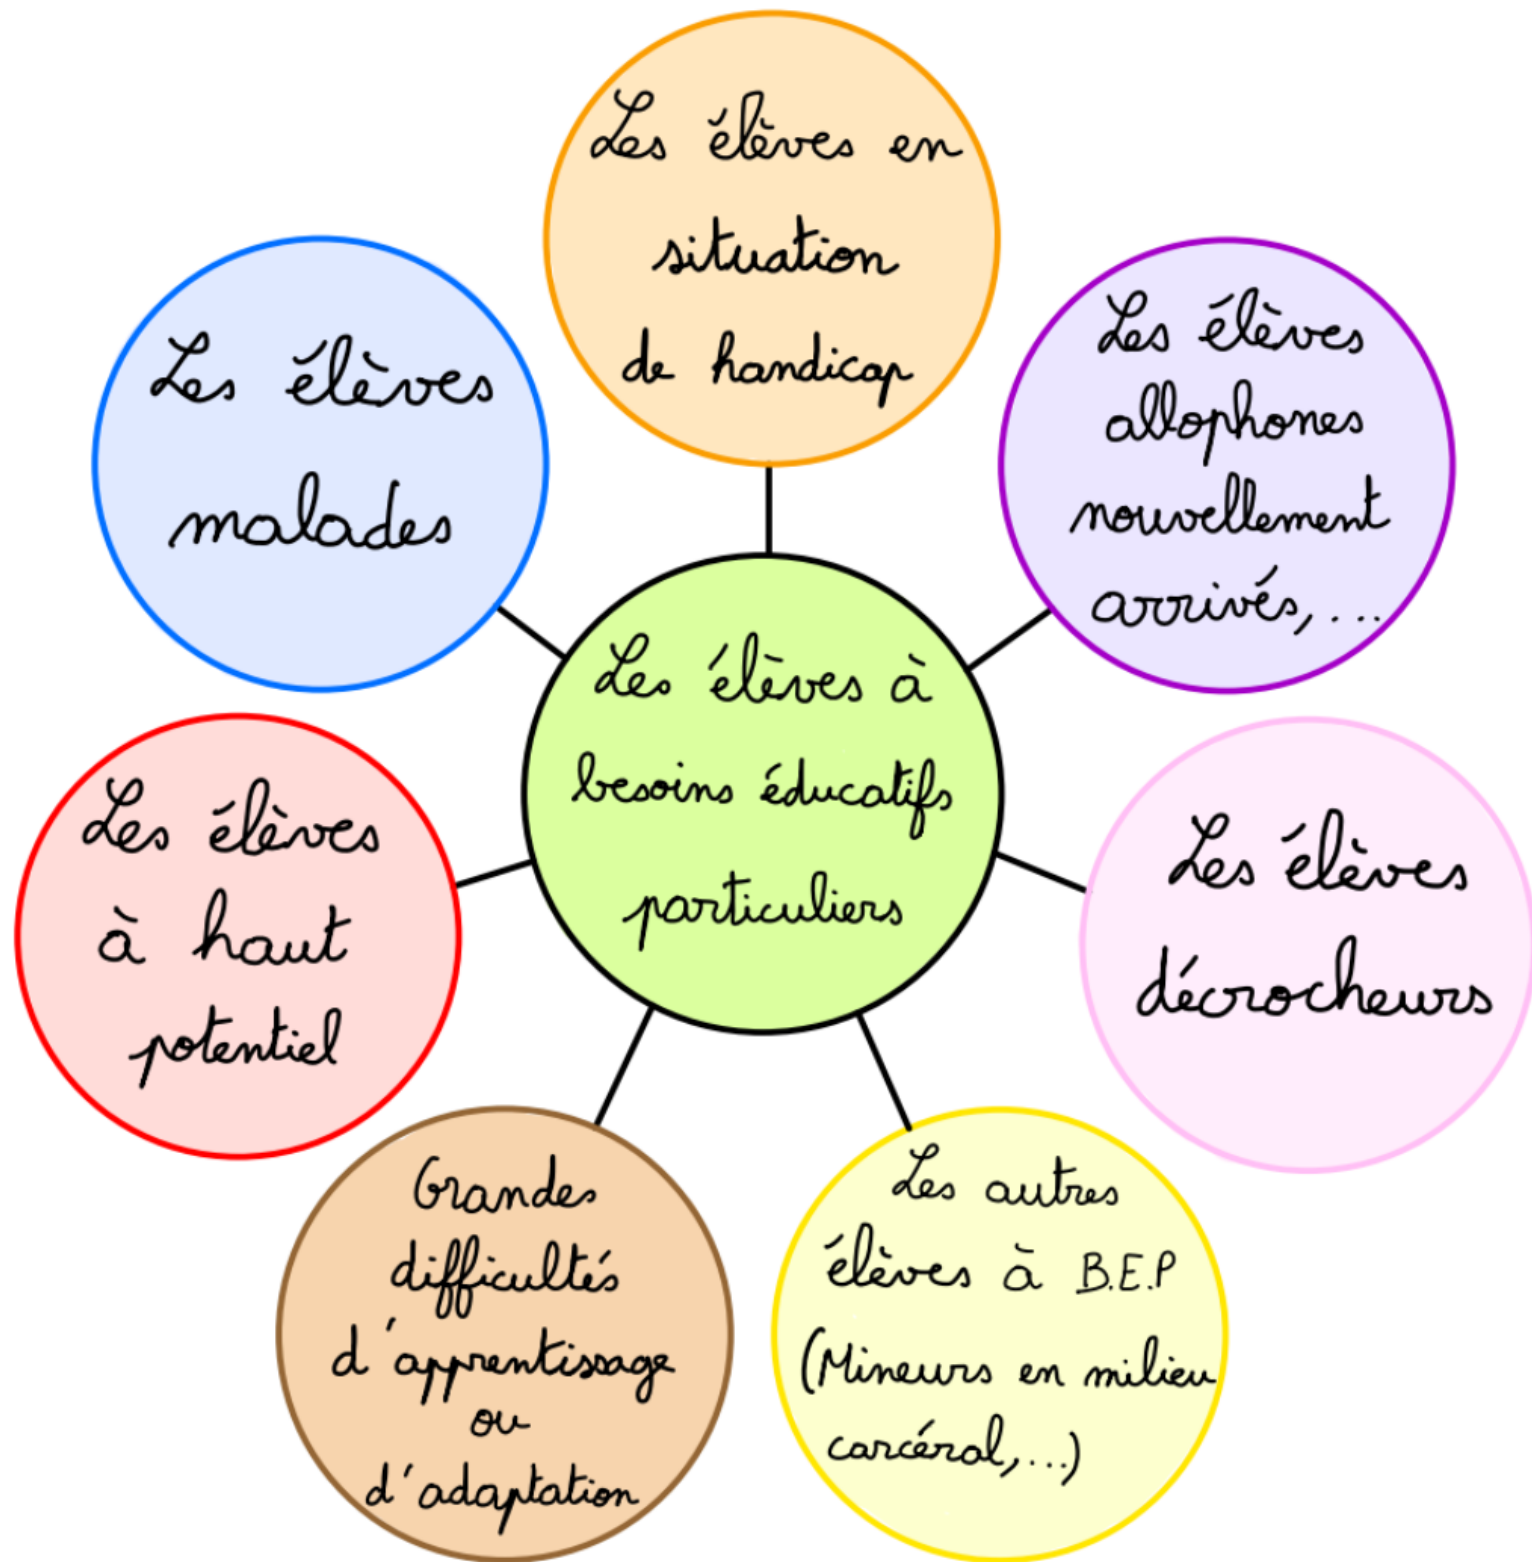 Les élèves en
situation
de handicap
Les élèves
allophones
nouvellement
arrivés,...
Les élèves
décrocheurs
Les autres
élèves à B.E.P
(Mineurs en milieu
carcéral,...)
Grandes
difficultés
d'apprentissage
ou
d'adaptation
Les élèves
à haut
potentiel
Les élèves
malades
Les élèves à
besoins éducatifs
particuliers